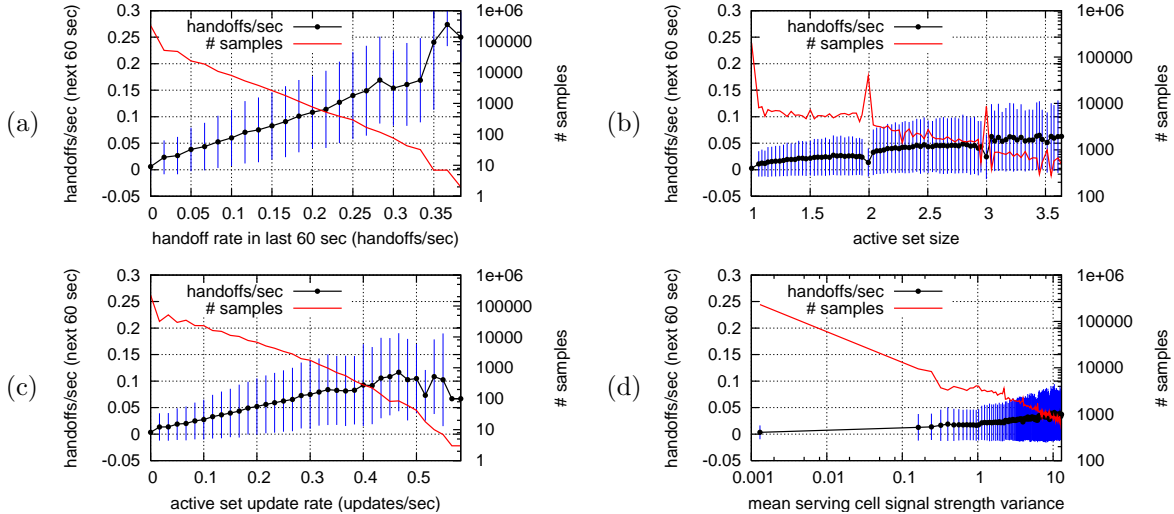 (a)
handoffs/sec (next 60 sec)
0.3
0.25
0.2
0.15
0.1
0.05
0
-0.05
handoffs/sec
# samples
1e+06
100000
10000
1000
100
10
1
# samples
0 0.05 0.1 0.15 0.2 0.25 0.3 0.35
handoff rate in last 60 sec (handoffs/sec)
(b)
handoffs/sec (next 60 sec)
0.3
0.25
0.2
0.15
0.1
0.05
0
-0.05
handoffs/sec
# samples
1e+06
100000
10000
1000
100
# samples
1 1.5 2 2.5 3 3.5
active set size
(c)
handoffs/sec (next 60 sec)
0.3
0.25
0.2
0.15
0.1
0.05
0
-0.05
handoffs/sec
# samples
1e+06
100000
10000
1000
100
10
1
# samples
0 0.1 0.2 0.3 0.4 0.5
active set update rate (updates/sec)
(d)
handoffs/sec (next 60 sec)
0.3
0.25
0.2
0.15
0.1
0.05
0
-0.05
handoffs/sec
# samples
1e+06
100000
10000
1000
100
# samples
0.001 0.01 0.1 1 10
mean serving cell signal strength variance